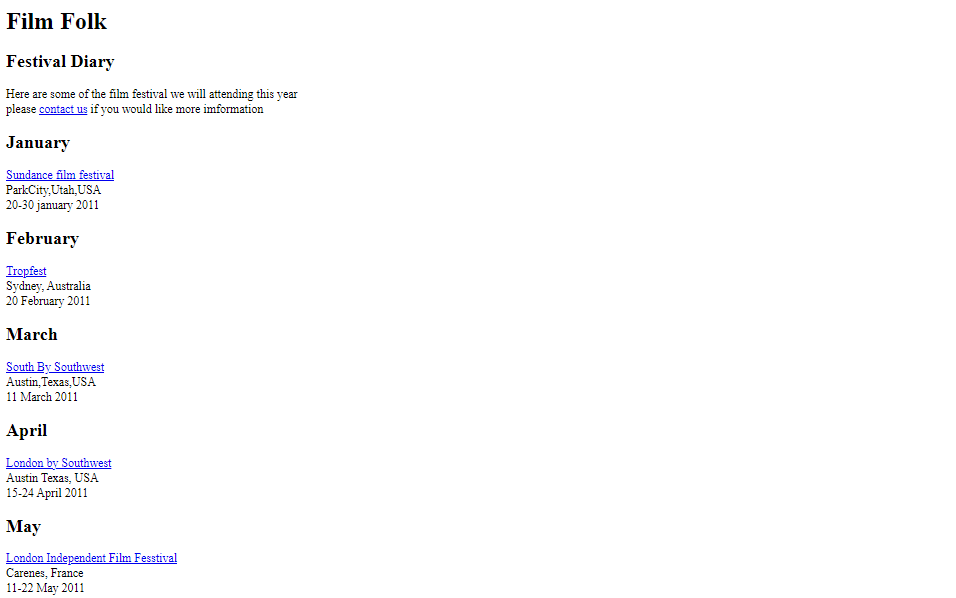 Film Folk
Festival Diary
Here are some of the film festival we will attending this year
please contact us if you would like more imformation
January
Sundance film festival
ParkCity,Utah,USA
20-30 january 2011
February
Tropfest
Sydney, Australia
20 February 2011
March
South By Southwest
Austin,Texas,USA
11 March 2011
April
London by Southwest
Austin Texas, USA
15-24 April 2011
May
London Independent Film Fesstival
Carenes, France
11-22 May 2011